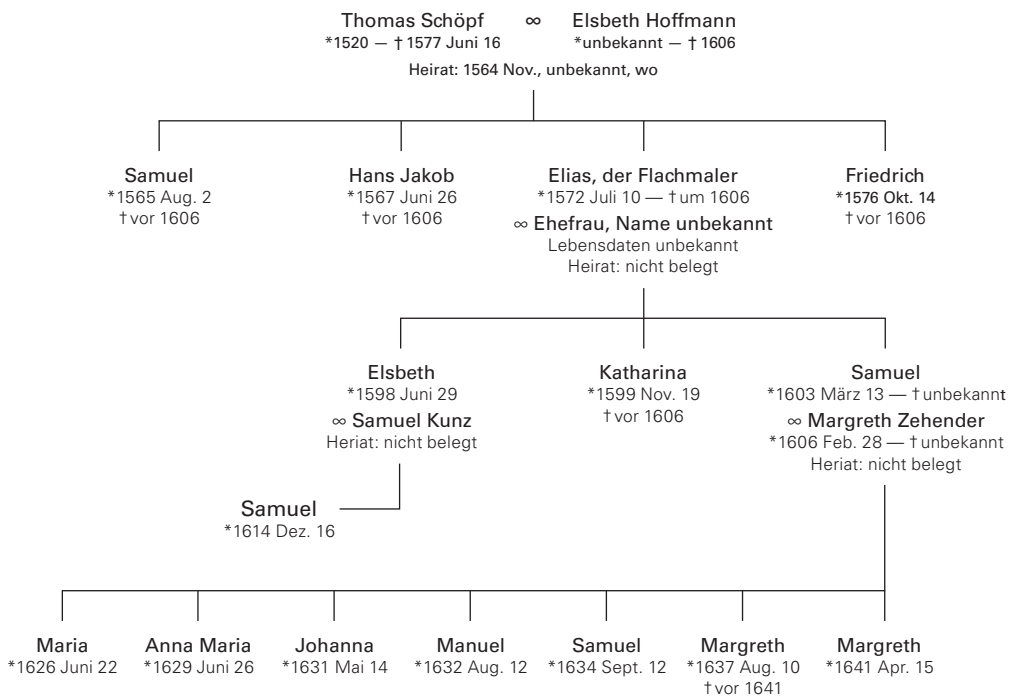 Thomas Schöpf ∞ Elsbeth Hoffmann
*1520 — †1577 Juni 16 *unbekannt — †1606
Heirat: 1564 Nov., unbekannt, wo
Samuel Hans Jakob Elias, der Flachmaler Friedrich
*1565 Aug. 2 *1567 Juni 26 *1572 Juli 10 — †um 1606 *1576 Okt. 14
†vor 1606 †vor 1606 †vor 1606
∞ Ehefrau, Name unbekannt
Lebensdaten unbekannt
Heirat: nicht belegt
Elsbeth Katharina Samuel
*1598 Juni 29 *1599 Nov. 19 *1603 März 13 — †unbekannt
∞ Samuel Kunz †vor 1606 ∞ Margreth Zehender
Heriat: nicht belegt *1606 Feb. 28 — †unbekannt
Heriat: nicht belegt
Samuel
*1614 Dez. 16
Maria Anna Maria Johanna Manuel Samuel Margreth Margreth
*1626 Juni 22 *1629 Juni 26 *1631 Mai 14 *1632 Aug. 12 *1634 Sept. 12 *1637 Aug. 10 *1641 Apr. 15
†vor 1641